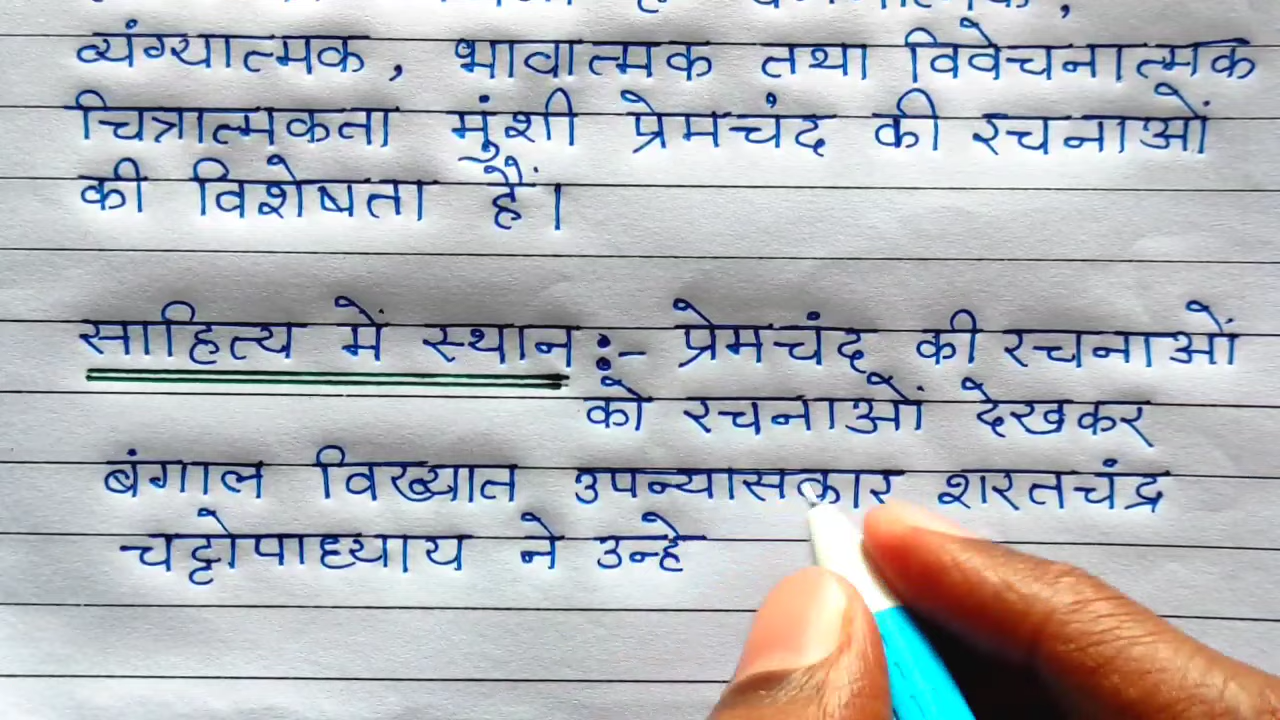 व्यंग्यात्मक, भावात्मक तथा विवेचनात्मक
चित्रात्मकता मुंशी प्रेमचंद की रचनाओं
की विशेषता हैं।
साहित्य में स्थान :- प्रेमचंद की रचनाओं
को रचनाओं देखकर
बंगाल विख्यात उपन्यासकार शरतचंद्र
चट्टोपाध्याय ने उन्हे